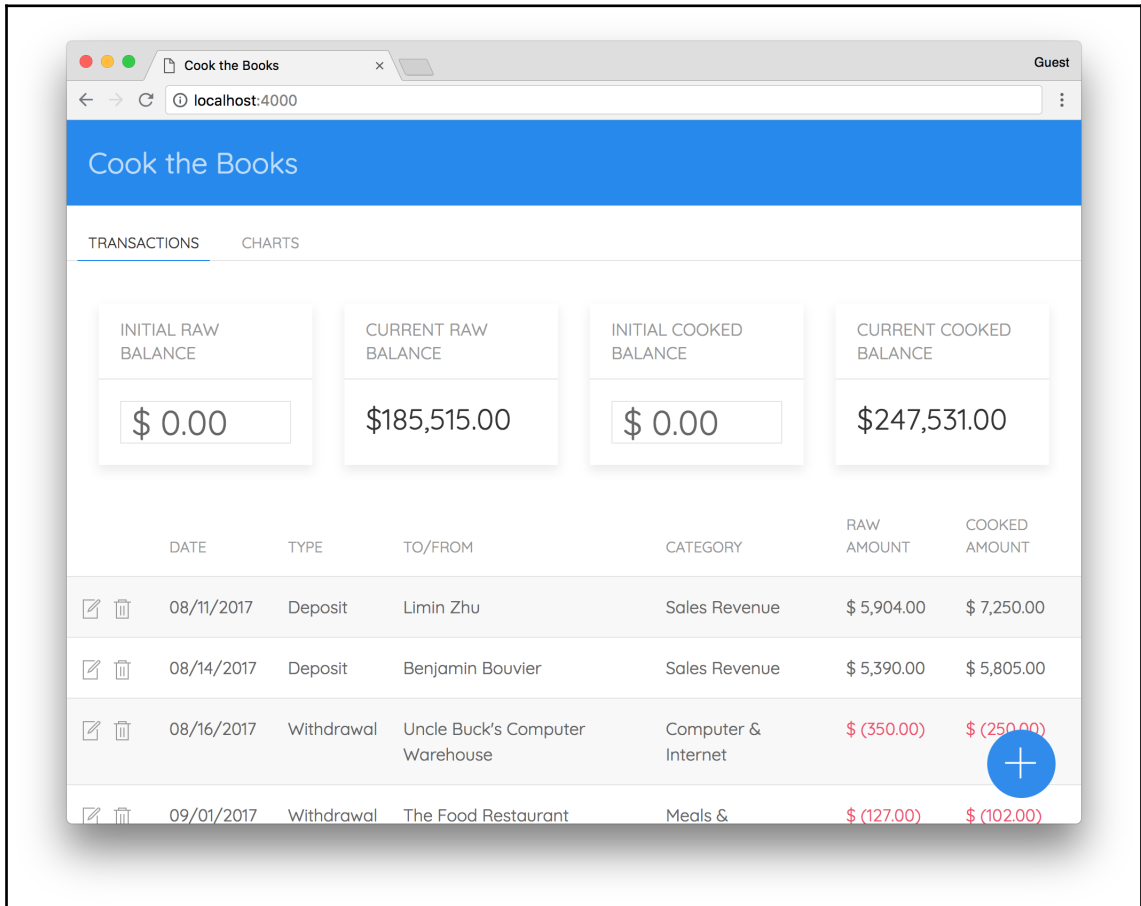 Cook the Books
Guest
localhost:4000
Cook the Books
TRANSACTIONS CHARTS
INITIAL RAW
BALANCE
$ 0.00
CURRENT RAW
BALANCE
$185,515.00
INITIAL COOKED
BALANCE
$ 0.00
CURRENT COOKED
BALANCE
$247,531.00
DATE TYPE TO/FROM CATEGORY RAW AMOUNT COOKED AMOUNT
08/11/2017 Deposit Limin Zhu Sales Revenue $ 5,904.00 $ 7,250.00
08/14/2017 Deposit Benjamin Bouvier Sales Revenue $ 5,390.00 $ 5,805.00
08/16/2017 Withdrawal Uncle Buck's Computer Computer & $ (350.00) $ (250.00)
Warehouse Internet
09/01/2017 Withdrawal The Food Restaurant Meals & $ (127.00) $ (102.00)